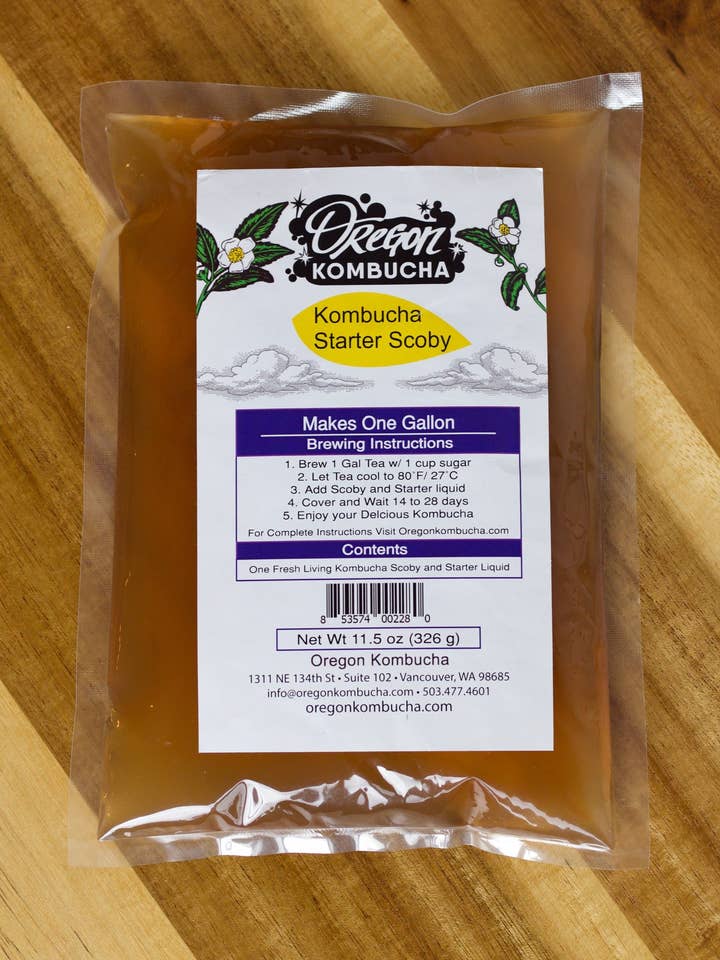 Oregon
KOMBUCHA
Kombucha
Starter Scoby
Makes One Gallon
Brewing Instructions
1. Brew 1 Gal Tea w/ 1 cup sugar
2. Let Tea cool to 80°F/ 27°C
3. Add Scoby and Starter liquid
4. Cover and Wait 14 to 28 days
5. Enjoy your Delcious Kombucha
For Complete Instructions Visit Oregonkombucha.com
Contents
One Fresh Living Kombucha Scoby and Starter Liquid
8 53574 00228 0
Net Wt 11.5 oz (326 g)
Oregon Kombucha
1311 NE 134th St • Suite 102 • Vancouver, WA 98685
info@oregonkombucha.com • 503.477.4601
oregonkombucha.com